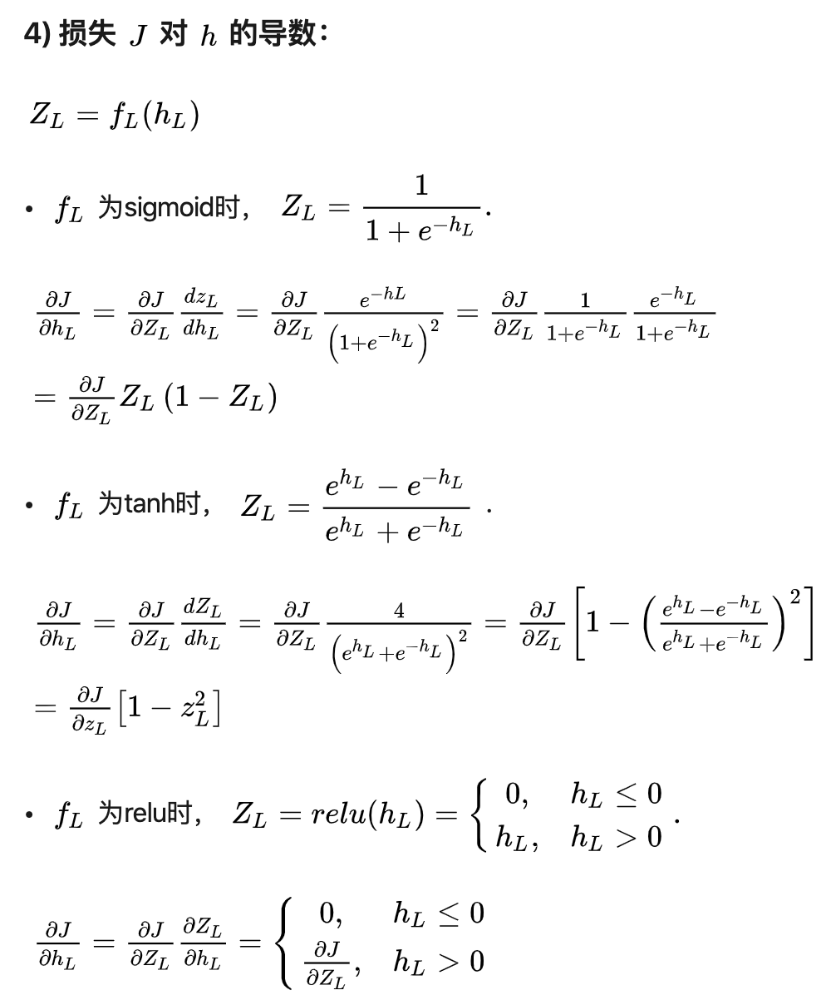 4) 损失 $J$ 对 $h$ 的导数：
$Z_L = f_L(h_L)$
• $f_L$ 为sigmoid时， $Z_L = \frac{1}{1+e^{-h_L}}.$
$\frac{\partial J}{\partial h_L} = \frac{\partial J}{\partial Z_L}\frac{dz_L}{dh_L} = \frac{\partial J}{\partial Z_L}\frac{e^{-hL}}{\left(1+e^{-h_L}\right)^2} = \frac{\partial J}{\partial Z_L}\frac{1}{1+e^{-h_L}}\frac{e^{-h_L}}{1+e^{-h_L}}$
$= \frac{\partial J}{\partial Z_L}Z_L\left(1-Z_L\right)$
• $f_L$ 为tanh时， $Z_L = \frac{e^{h_L}-e^{-h_L}}{e^{h_L}+e^{-h_L}}$ .
$\frac{\partial J}{\partial h_L} = \frac{\partial J}{\partial Z_L}\frac{dZ_L}{dh_L} = \frac{\partial J}{\partial Z_L}\frac{4}{\left(e^{h_L}+e^{-h_L}\right)^2} = \frac{\partial J}{\partial Z_L}\left[1-\left(\frac{e^{h_L}-e^{-h_L}}{e^{h_L}+e^{-h_L}}\right)^2\right]$
$= \frac{\partial J}{\partial z_L}\left[1-z_L^2\right]$
• $f_L$ 为relu时， $Z_L = relu(h_L) = \begin{cases} 0, & h_L \leq 0 \\ h_L, & h_L > 0 \end{cases}.$
$\frac{\partial J}{\partial h_L} = \frac{\partial J}{\partial Z_L}\frac{\partial Z_L}{\partial h_L} = \begin{cases} 0, & h_L \leq 0 \\ \frac{\partial J}{\partial Z_L}, & h_L > 0 \end{cases}$